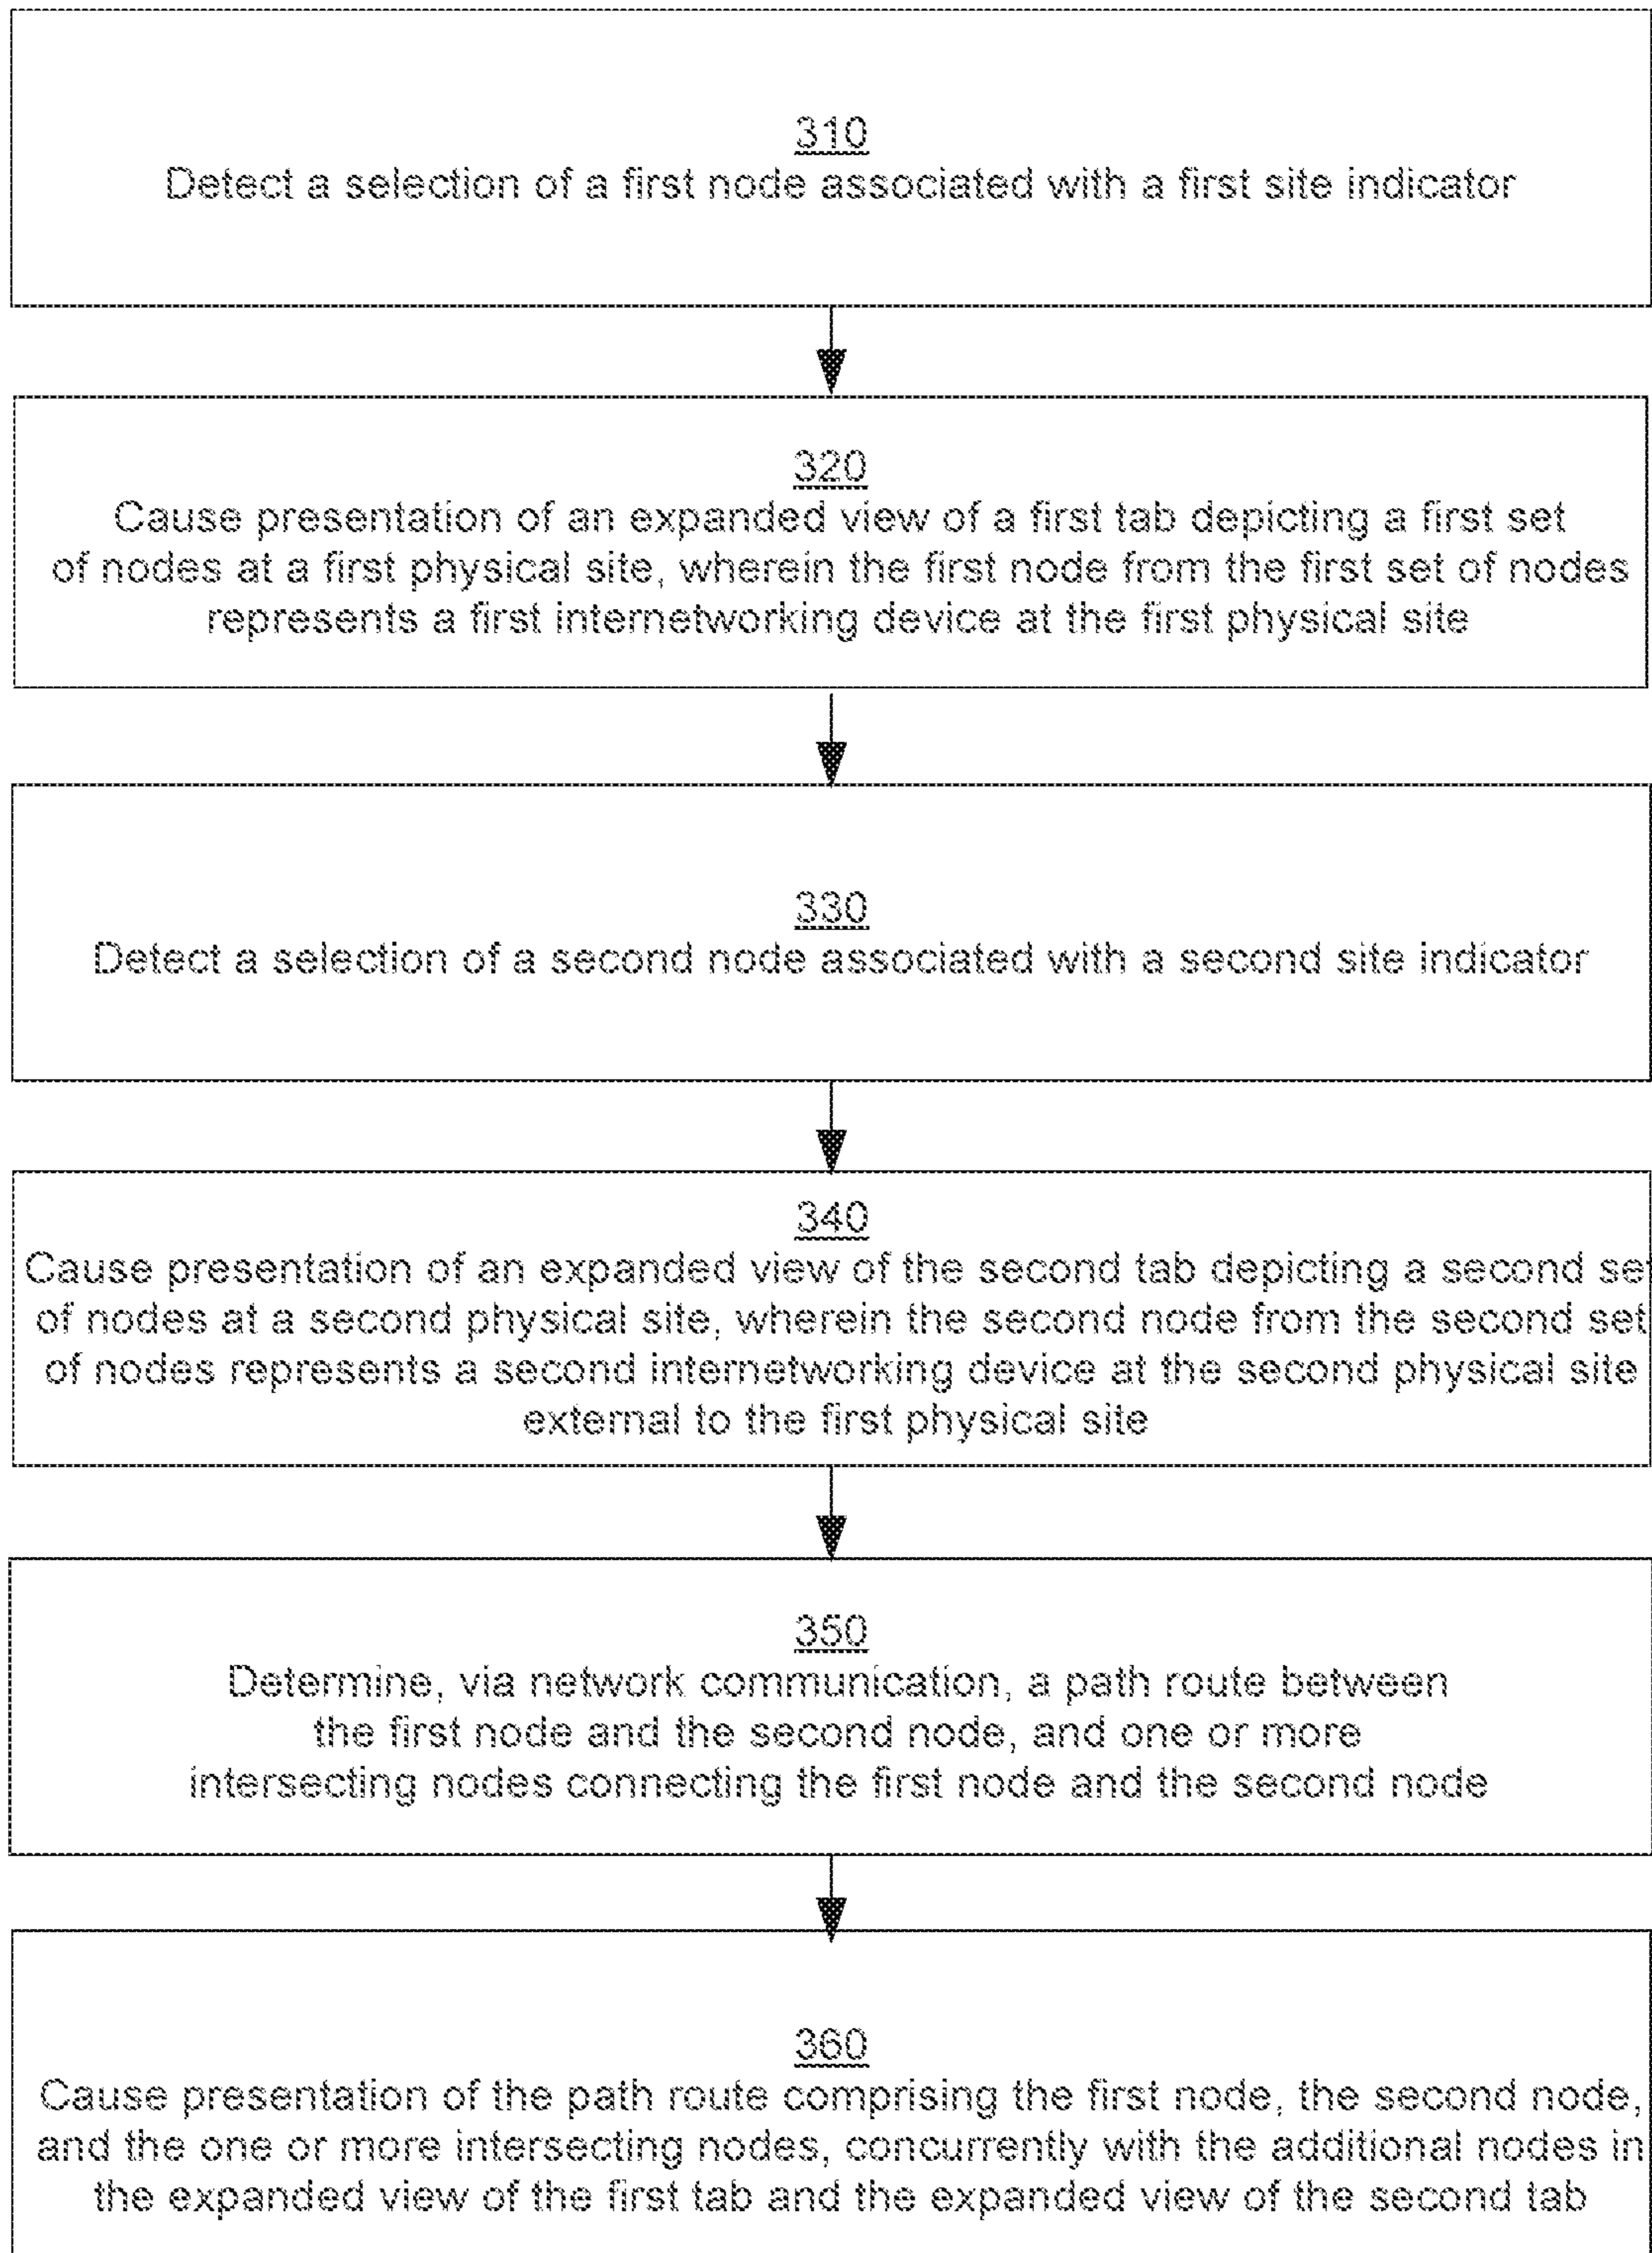 310
Detect a selection of a first node associated with a first site indicator
320
Cause presentation of an expanded view of a first tab depicting a first set
of nodes at a first physical site, wherein the first node from the first set of nodes
represents a first internetworking device at the first physical site
330
Detect a selection of a second node associated with a second site indicator
340
Cause presentation of an expanded view of the second tab depicting a second set
of nodes at a second physical site, wherein the second node from the second set
of nodes represents a second internetworking device at the second physical site
external to the first physical site
350
Determine, via network communication, a path route between
the first node and the second node, and one or more
intersecting nodes connecting the first node and the second node
360
Cause presentation of the path route comprising the first node, the second node,
and the one or more intersecting nodes, concurrently with the additional nodes in
the expanded view of the first tab and the expanded view of the second tab